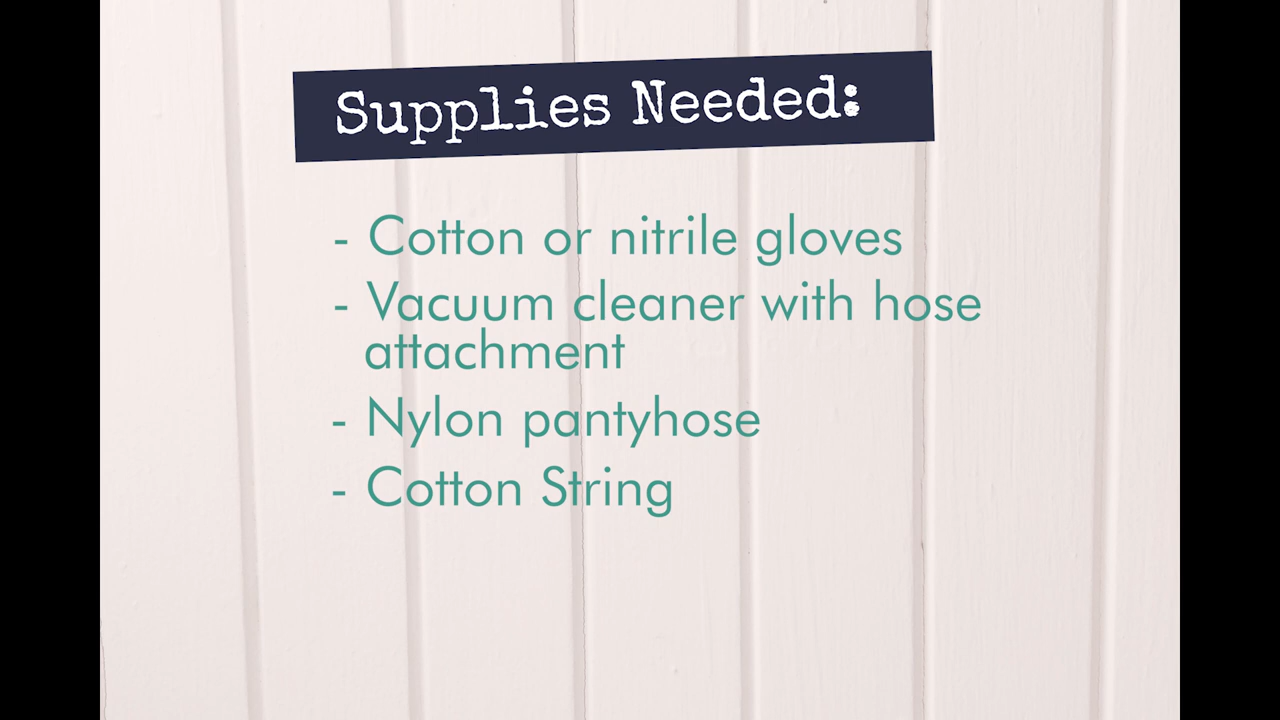 Supplies Needed:
- Cotton or nitrile gloves
- Vacuum cleaner with hose
attachment
- Nylon pantyhose
- Cotton String